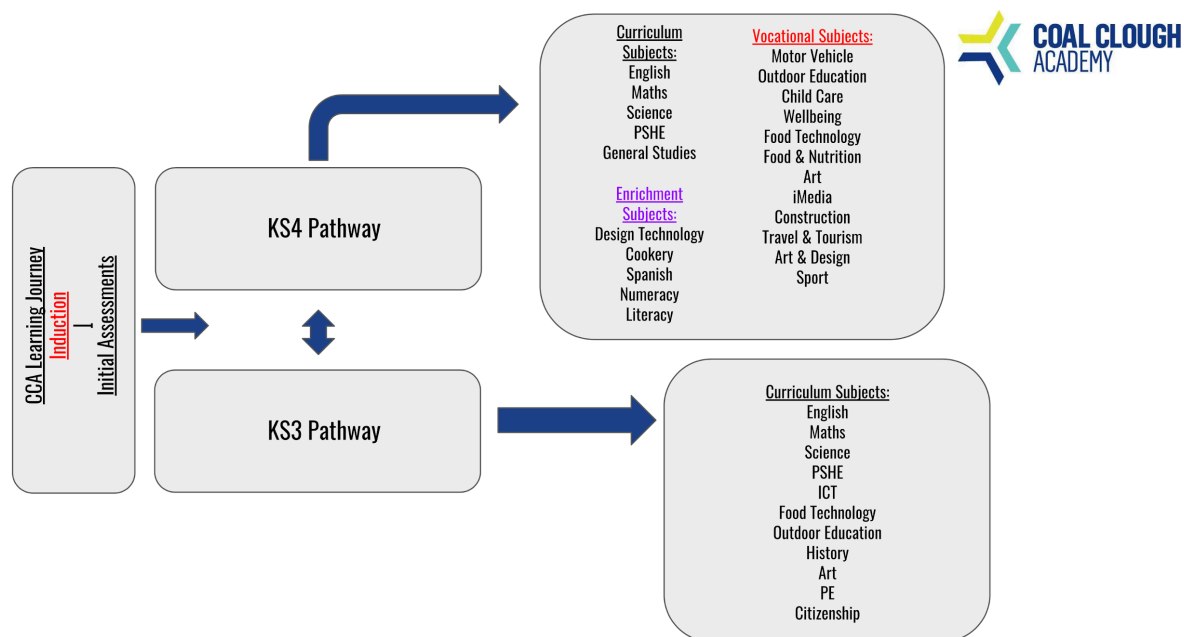 COAL CLOUGH
ACADEMY
CCA Learning Journey
Induction
Initial Assessments
KS4 Pathway
KS3 Pathway
Curriculum
Subjects:
English
Maths
Science
PSHE
General Studies
Enrichment
Subjects:
Design Technology
Cookery
Spanish
Numeracy
Literacy
Vocational Subjects:
Motor Vehicle
Outdoor Education
Child Care
Wellbeing
Food Technology
Food & Nutrition
Art
iMedia
Construction
Travel & Tourism
Art & Design
Sport
Curriculum Subjects:
English
Maths
Science
PSHE
ICT
Food Technology
Outdoor Education
History
Art
PE
Citizenship